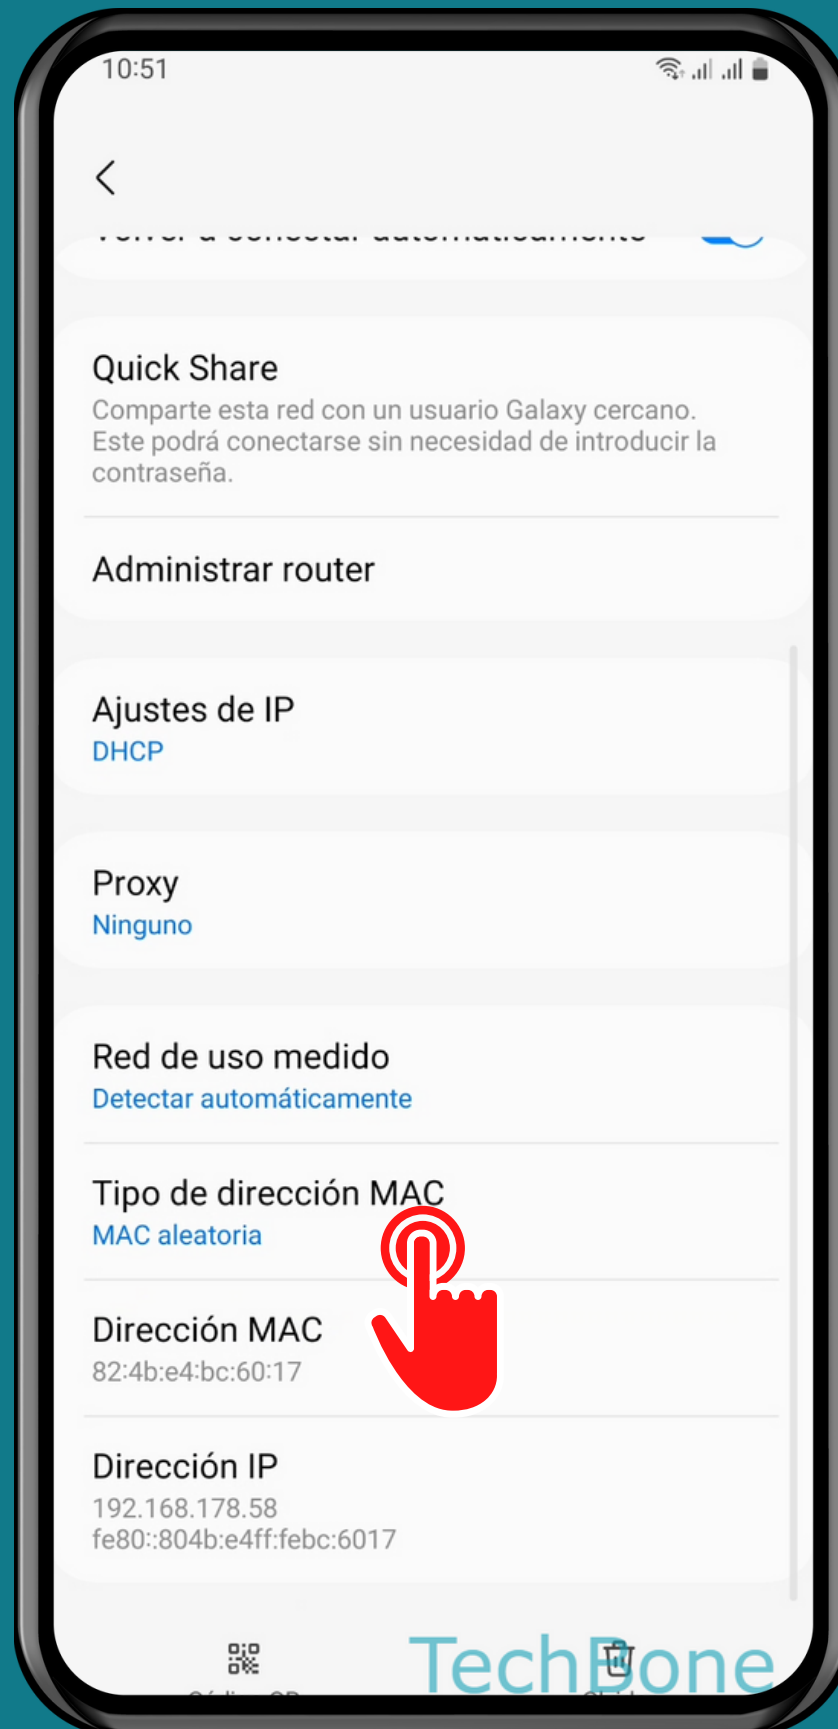 10:51
Volver a conectar automáticamente
Quick Share
Comparte esta red con un usuario Galaxy cercano.
Este podrá conectarse sin necesidad de introducir la
contraseña.
Administrar router
Ajustes de IP
DHCP
Proxy
Ninguno
Red de uso medido
Detectar automáticamente
Tipo de dirección MAC
MAC aleatoria
Dirección MAC
82:4b:e4:bc:60:17
Dirección IP
192.168.178.58
fe80::804b:e4ff:febc:6017
TechBone